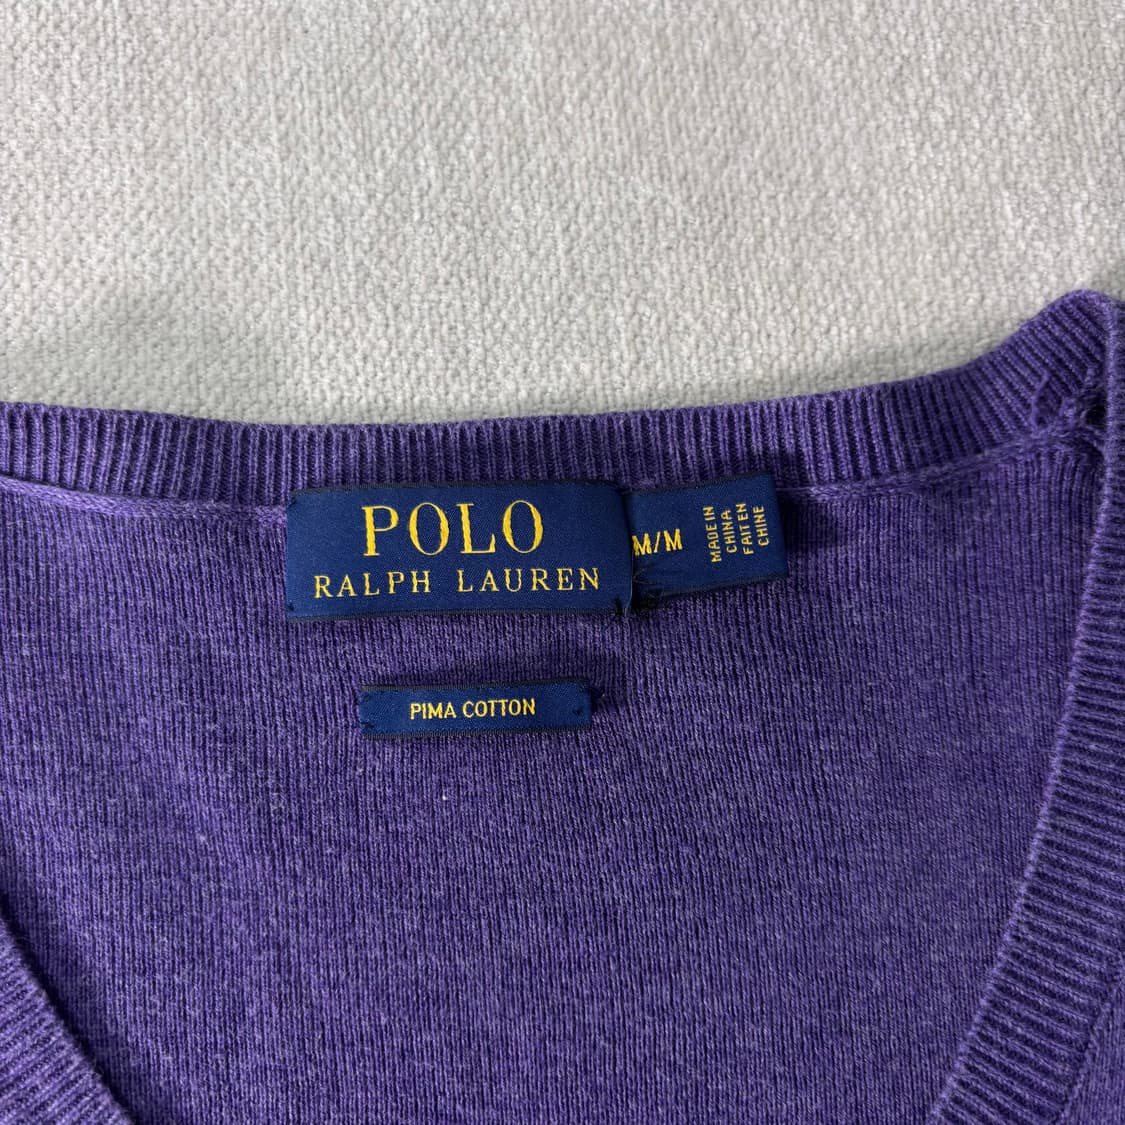 POLO
RALPH LAUREN
M/M
MADE IN
CHINA
FAIT EN
CHINE
PIMA COTTON